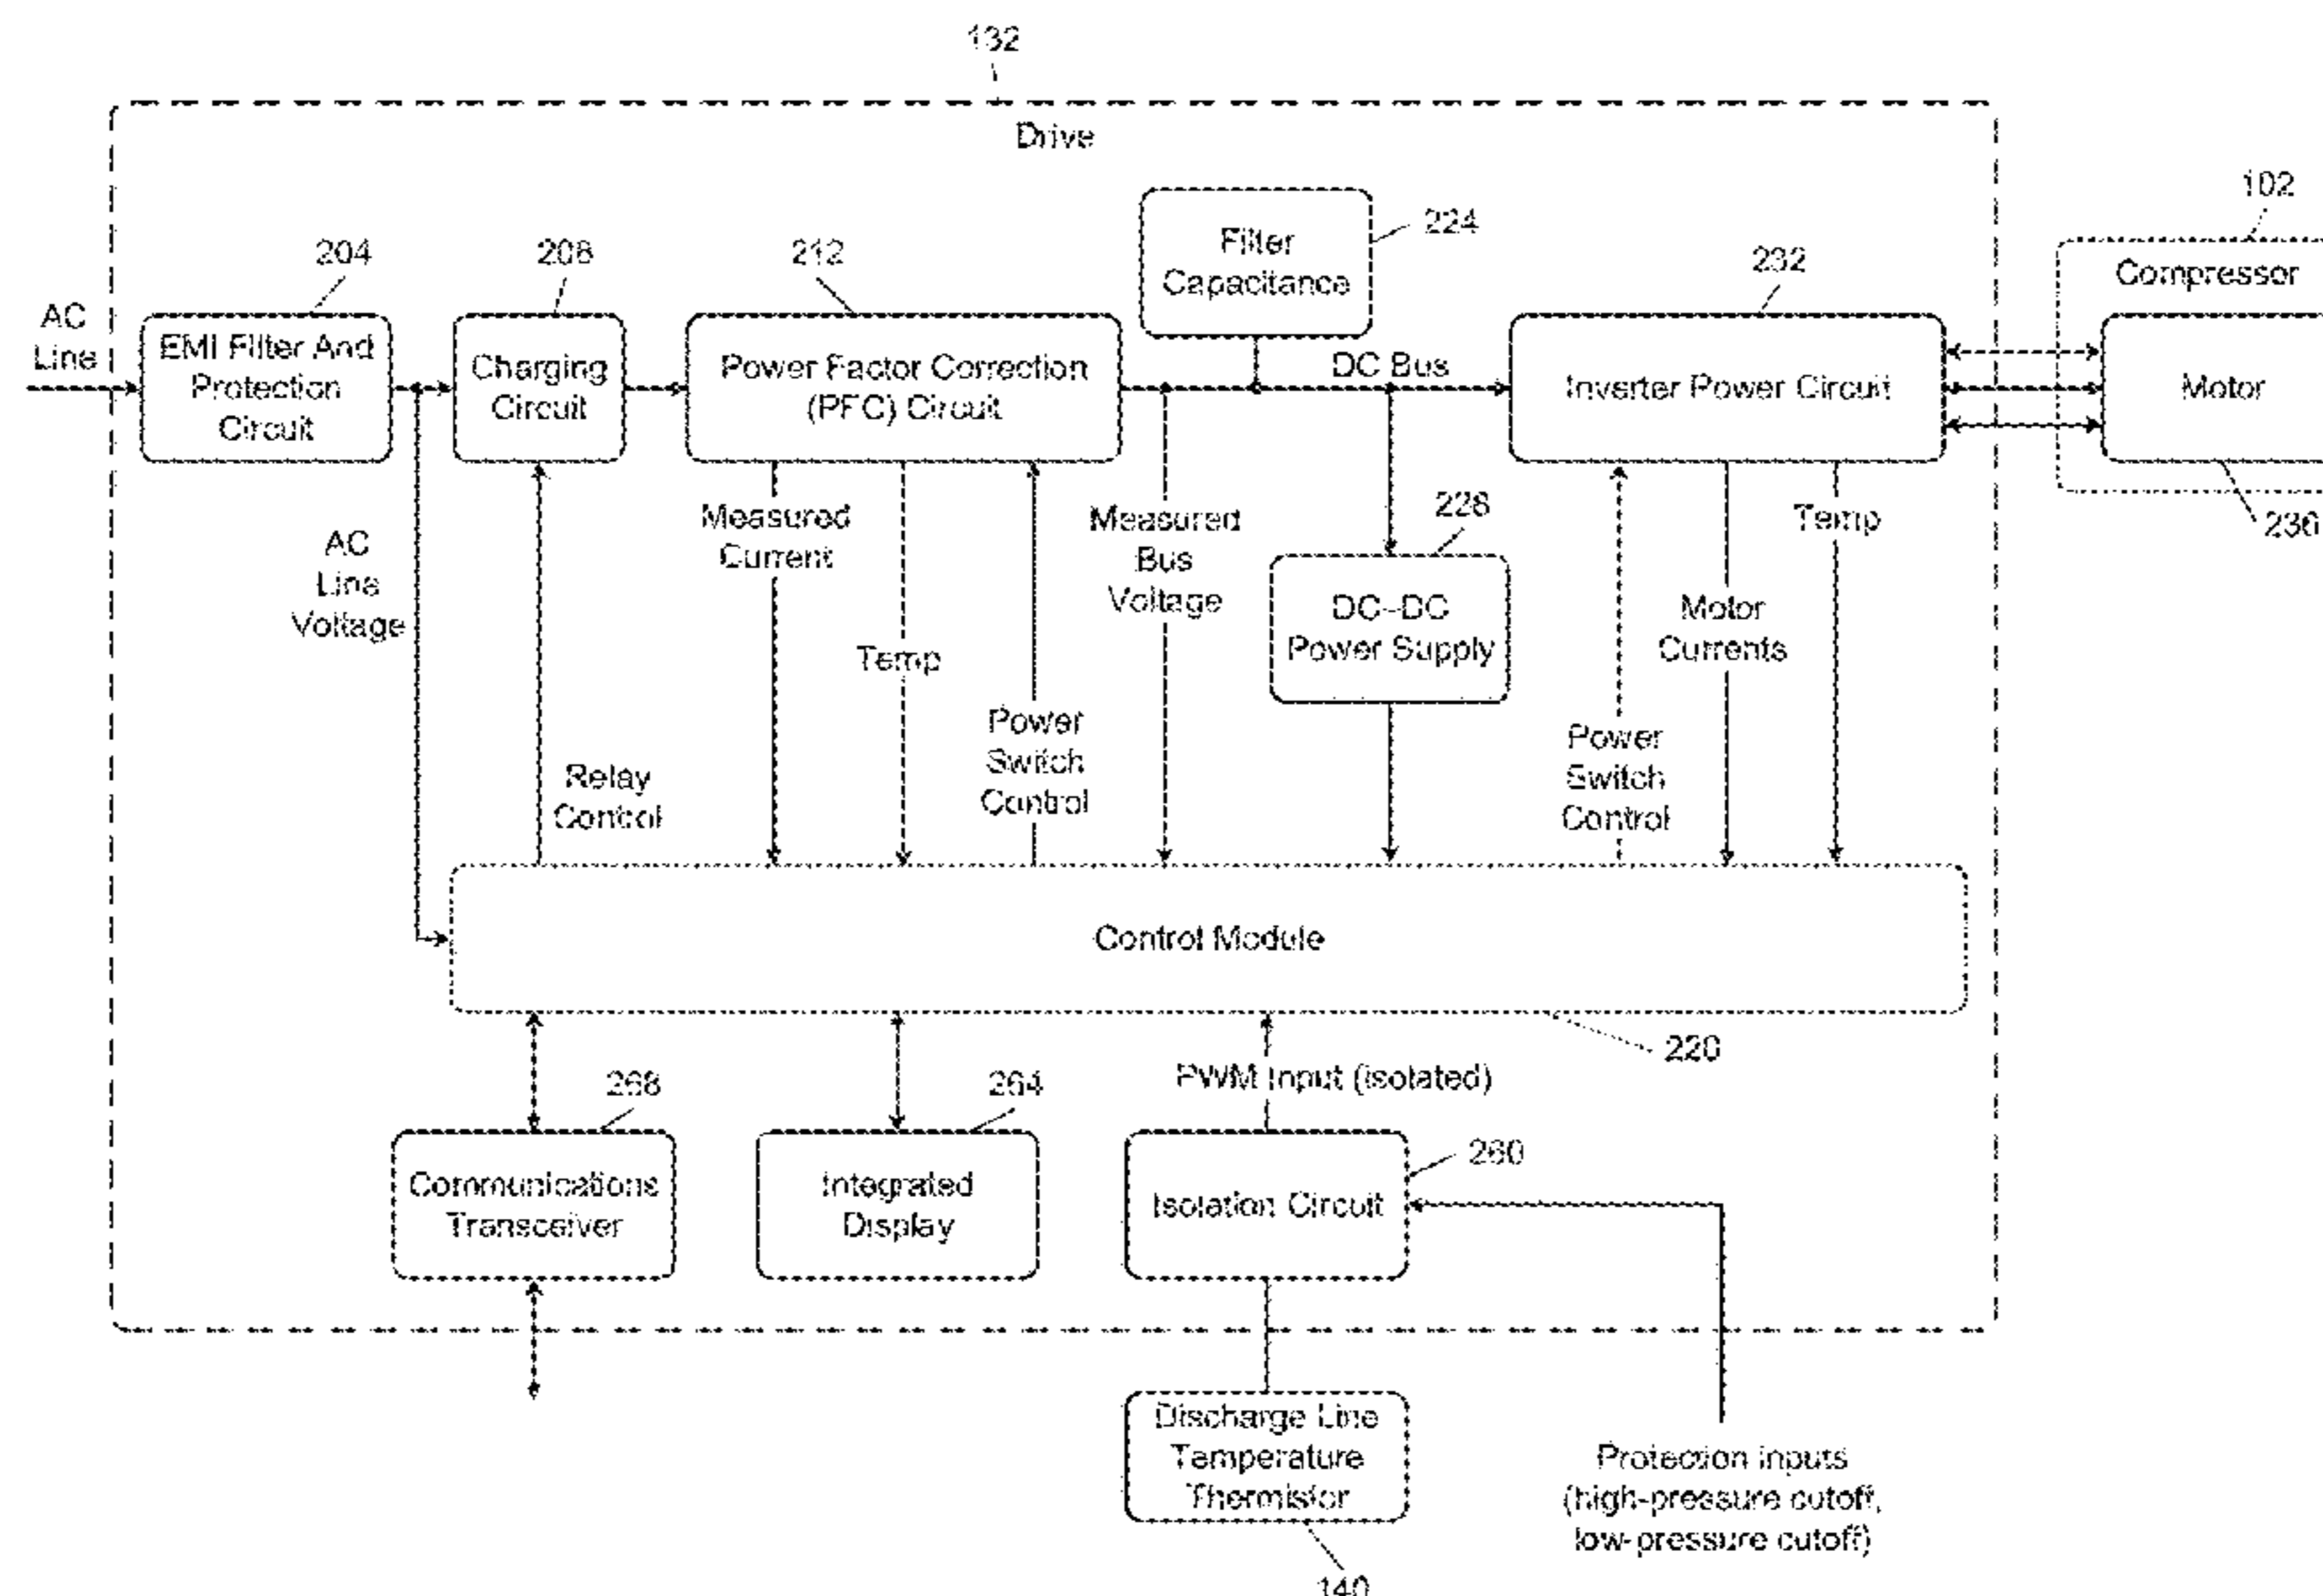 132
Drive
102
Compressor
224
Filter
Capacitance
204
208
212
232
AC
Line
EMI Filter And
Protection
Circuit
Charging
Circuit
Power Factor Correction
(PFC) Circuit
DC Bus
Inverter Power Circuit
Motor
236
AC
Line
Voltage
Measured
Current
Temp
Measured
Bus
Voltage
228
DC-DC
Power Supply
Motor
Currents
Temp
Relay
Control
Power
Switch
Control
Power
Switch
Control
Control Module
220
268
264
PWM Input (isolated)
260
Communications
Transceiver
Integrated
Display
Isolation Circuit
Discharge Line
Temperature
Thermistor
140
Protection inputs
(high-pressure cutoff,
low-pressure cutoff)